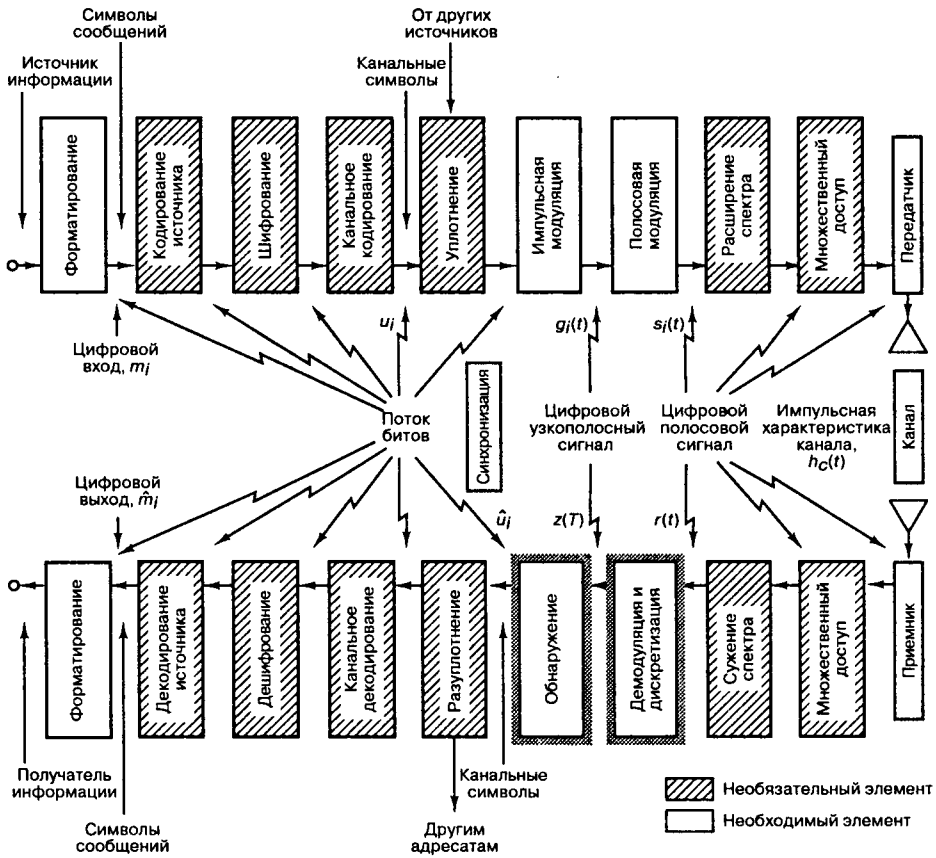 Символы
сообщений
От других
источников
Источник
информации
Канальные
символы
Форматирование
Кодирование
источника
Шифрование
Канальное
кодирование
Уплотнение
Импульсная
модуляция
Полосовая
модуляция
Расширение
спектра
Множественный
доступ
Передатчик
Цифровой
вход, mᵢ
uᵢ
gᵢ(t)
sᵢ(t)
Поток
битов
Синхронизация
Цифровой
узкополосный
сигнал
Цифровой
полосовой
сигнал
Импульсная
характеристика
канала,
h_C(t)
Канал
Цифровой
выход, m̂ᵢ
ûᵢ
z(T)
r(t)
Форматирование
Декодирование
источника
Дешифрование
Канальное
декодирование
Разуплотнение
Обнаружение
Демодуляция и
дискретизация
Сужение
спектра
Множественный
доступ
Приемник
Получатель
информации
Символы
сообщений
Другим
адресатам
Канальные
символы
Необязательный элемент
Необходимый элемент